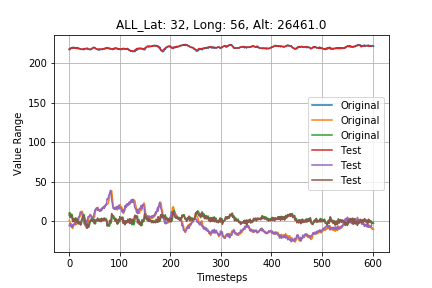 ALL_Lat: 32, Long: 56, Alt: 26461.0
Value Range
200
150
100
50
0
Original
Original
Original
Test
Test
Test
0 100 200 300 400 500 600
Timesteps